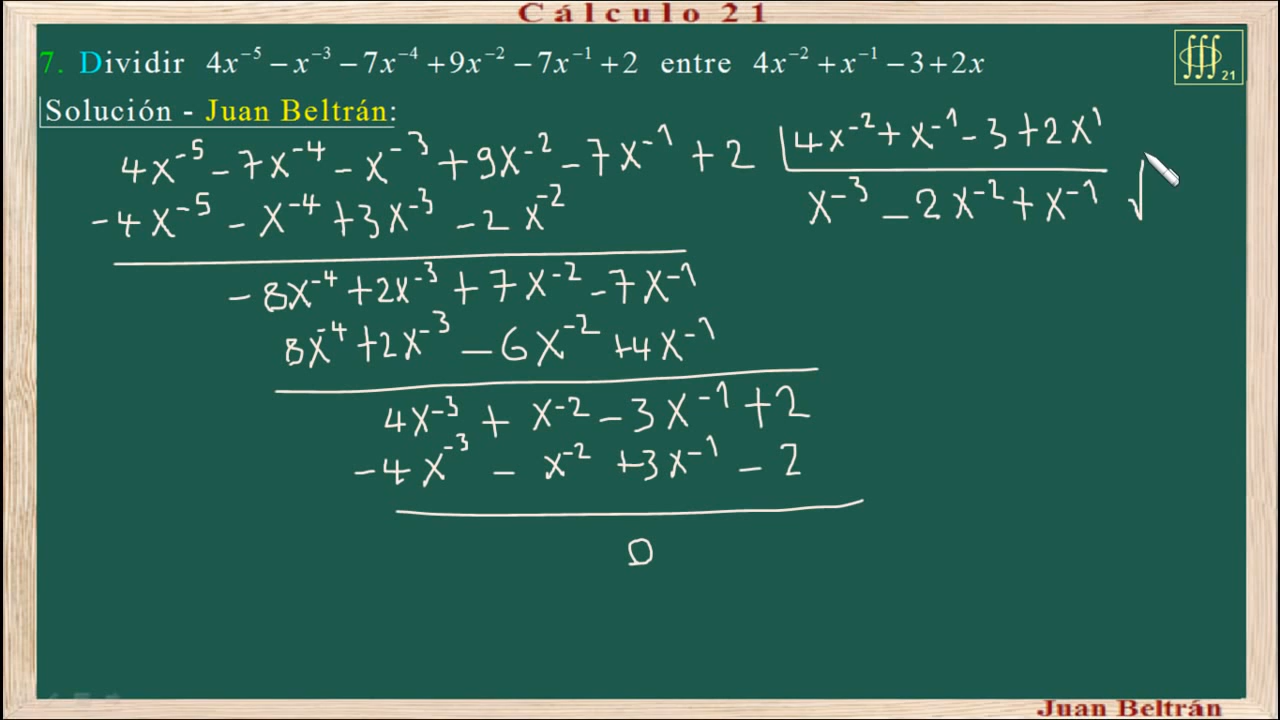 Cálculo 21
7. Dividir 4x⁻⁵ − x⁻³ − 7x⁻⁴ + 9x⁻² − 7x⁻¹ + 2 entre 4x⁻² + x⁻¹ − 3 + 2x
21
Solución - Juan Beltrán:
4x⁻⁵ − 7x⁻⁴ − x⁻³ + 9x⁻² − 7x⁻¹ + 2
4x⁻² + x⁻¹ − 3 + 2x¹
−4x⁻⁵ − x⁻⁴ + 3x⁻³ − 2x⁻²
x⁻³ − 2x⁻² + x⁻¹ √
−8x⁻⁴ + 2x⁻³ + 7x⁻² − 7x⁻¹
8x⁻⁴ + 2x⁻³ − 6x⁻² + 4x⁻¹
4x⁻³ + x⁻² − 3x⁻¹ + 2
−4x⁻³ − x⁻² + 3x⁻¹ − 2
0
Juan Beltrán